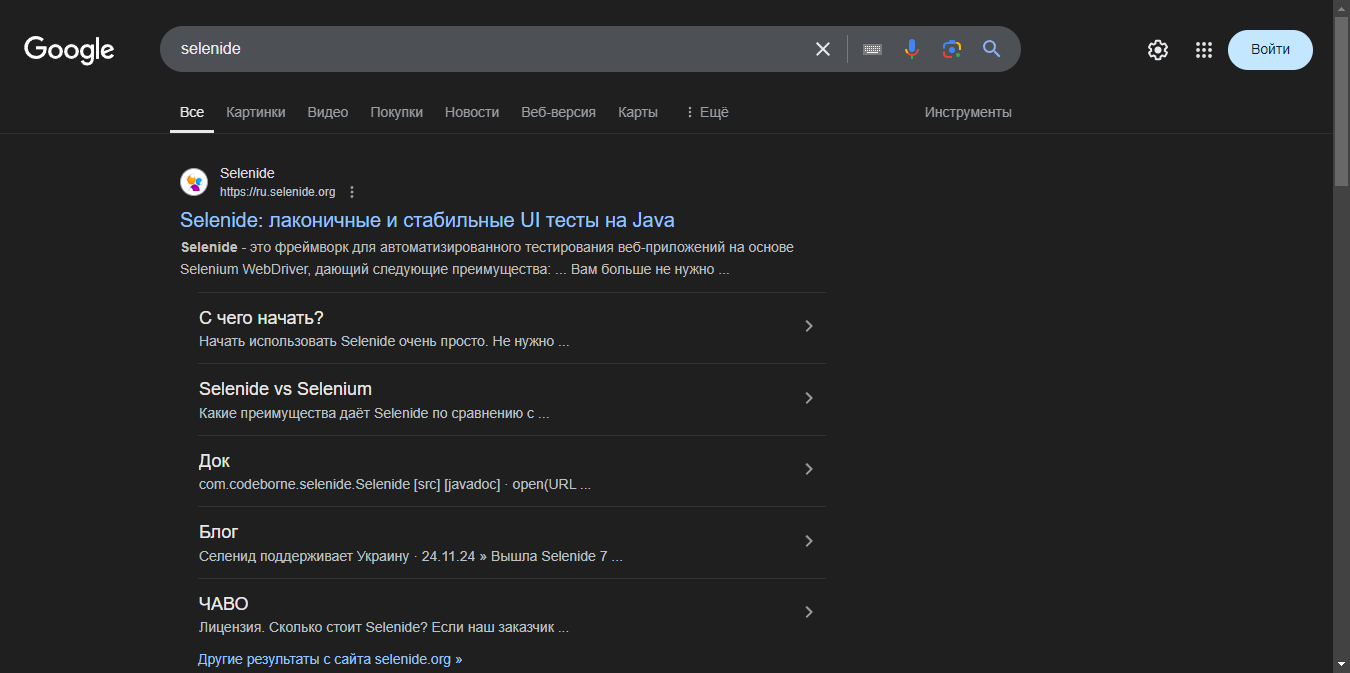 Google
selenide
Войти
Все
Картинки
Видео
Покупки
Новости
Веб-версия
Карты
Ещё
Инструменты
Selenide
https://ru.selenide.org
Selenide: лаконичные и стабильные UI тесты на Java
Selenide - это фреймворк для автоматизированного тестирования веб-приложений на основе
Selenium WebDriver, дающий следующие преимущества: ... Вам больше не нужно ...
С чего начать?
Начать использовать Selenide очень просто. Не нужно ...
Selenide vs Selenium
Какие преимущества даёт Selenide по сравнению с ...
Док
com.codeborne.selenide.Selenide [src] [javadoc] · open(URL ...
Блог
Селенид поддерживает Украину · 24.11.24 » Вышла Selenide 7 ...
ЧАВО
Лицензия. Сколько стоит Selenide? Если наш заказчик ...
Другие результаты с сайта selenide.org »